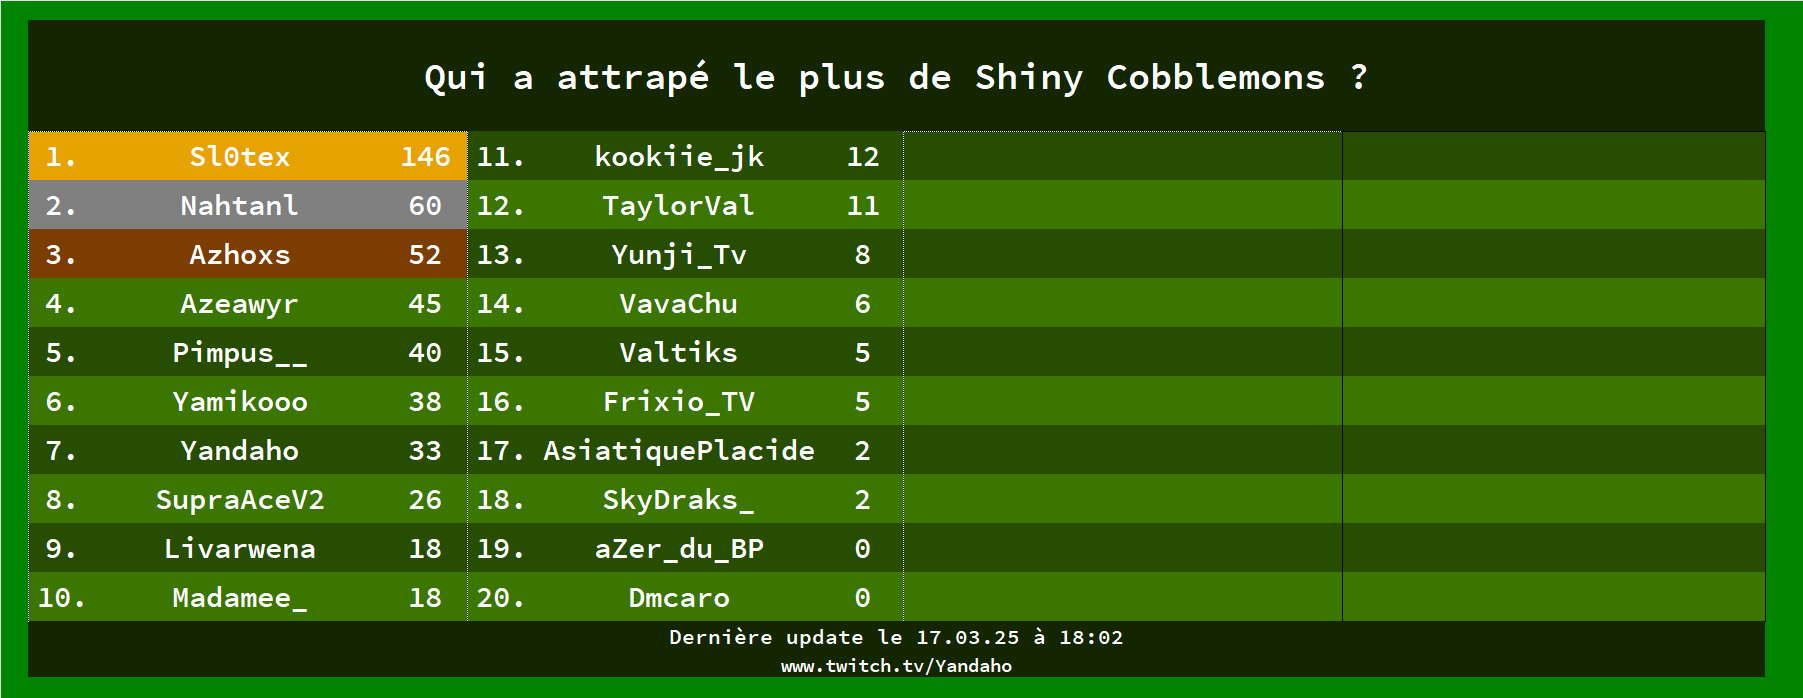 Qui a attrapé le plus de Shiny Cobblemons ?
1. Sl0tex 146
2. Nahtanl 60
3. Azhoxs 52
4. Azeawyr 45
5. Pimpus__ 40
6. Yamikooo 38
7. Yandaho 33
8. SupraAceV2 26
9. Livarwena 18
10. Madamee_ 18
11. kookiie_jk 12
12. TaylorVal 11
13. Yunji_Tv 8
14. VavaChu 6
15. Valtiks 5
16. Frixio_TV 5
17. AsiatiquePlacide 2
18. SkyDraks_ 2
19. aZer_du_BP 0
20. Dmcaro 0
Dernière update le 17.03.25 à 18:02
www.twitch.tv/Yandaho